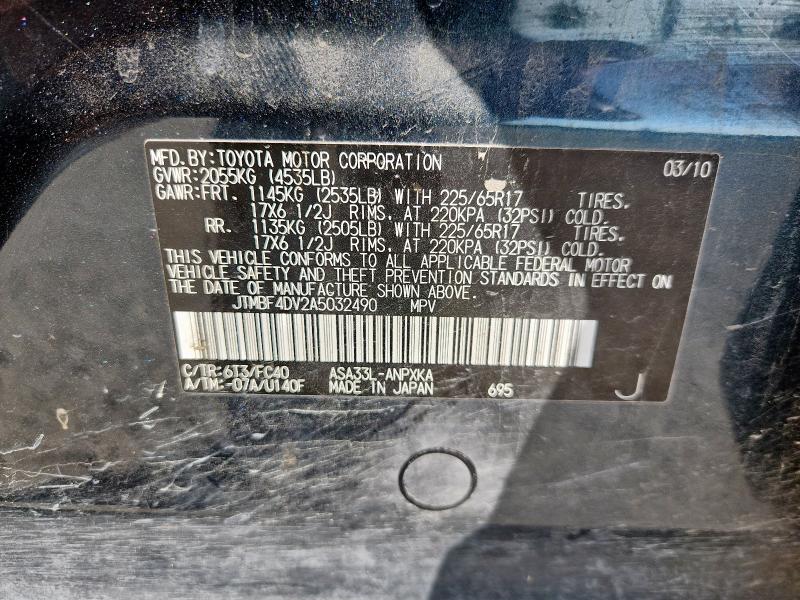 MFD.BY:TOYOTA MOTOR CORPORATION 03/10
GVWR:2055KG (4535LB)
GAWR:FRT. 1145KG (2535LB) WITH 225/65R17 TIRES.
17X6 1/2J RIMS. AT 220KPA (32PSI) COLD.
RR. 1135KG (2505LB) WITH 225/65R17 TIRES.
17X6 1/2J RIMS. AT 220KPA (32PSI) COLD.
THIS VEHICLE CONFORMS TO ALL APPLICABLE FEDERAL MOTOR
VEHICLE SAFETY AND THEFT PREVENTION STANDARDS IN EFFECT ON
THE DATE OF MANUFACTURE SHOWN ABOVE.
JTMBF4DV2A5032490 MPV
C/TR:6T3/FC40 ASA33L-ANPXKA
A/TM:-07A/U140F MADE IN JAPAN 695 J